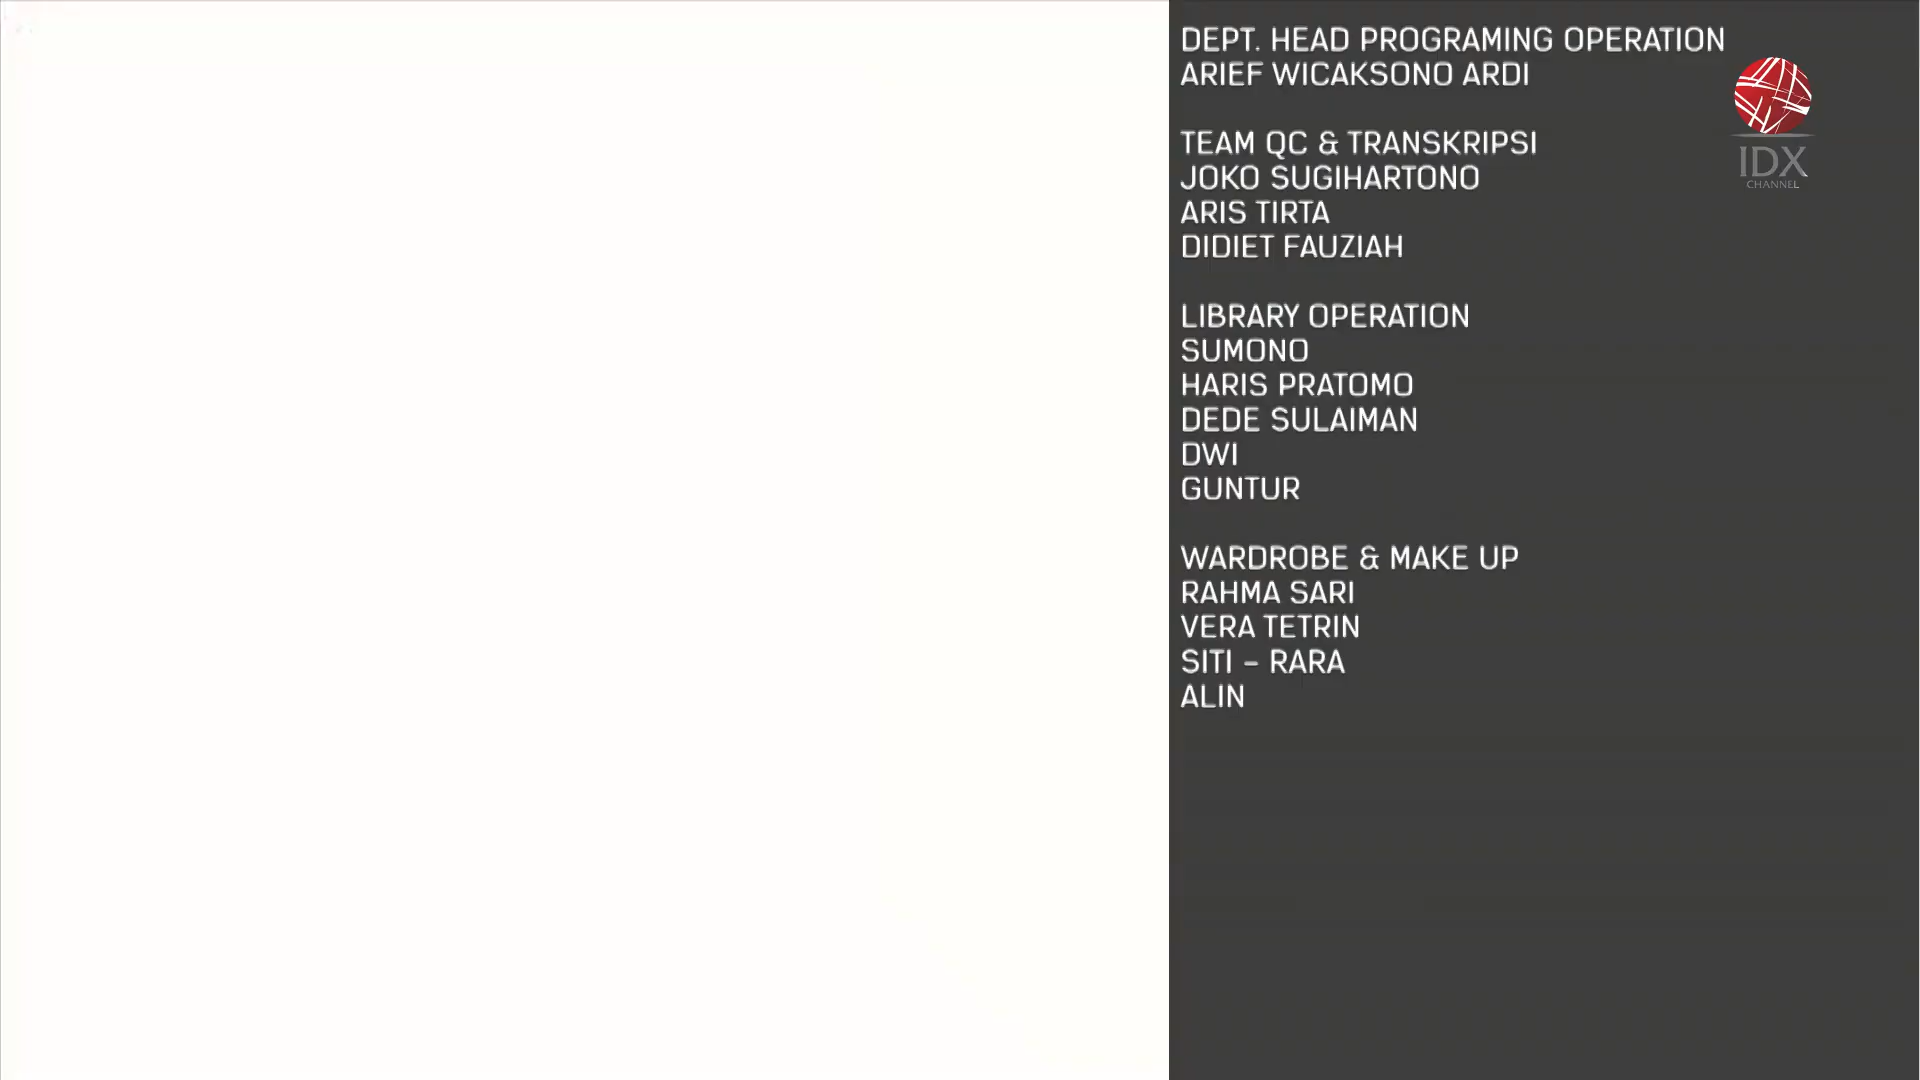 DEPT. HEAD PROGRAMING OPERATION
ARIEF WICAKSONO ARDI
TEAM QC & TRANSKRIPSI
JOKO SUGIHARTONO
ARIS TIRTA
DIDIET FAUZIAH
LIBRARY OPERATION
SUMONO
HARIS PRATOMO
DEDE SULAIMAN
DWI
GUNTUR
WARDROBE & MAKE UP
RAHMA SARI
VERA TETRIN
SITI – RARA
ALIN
IDX
CHANNEL